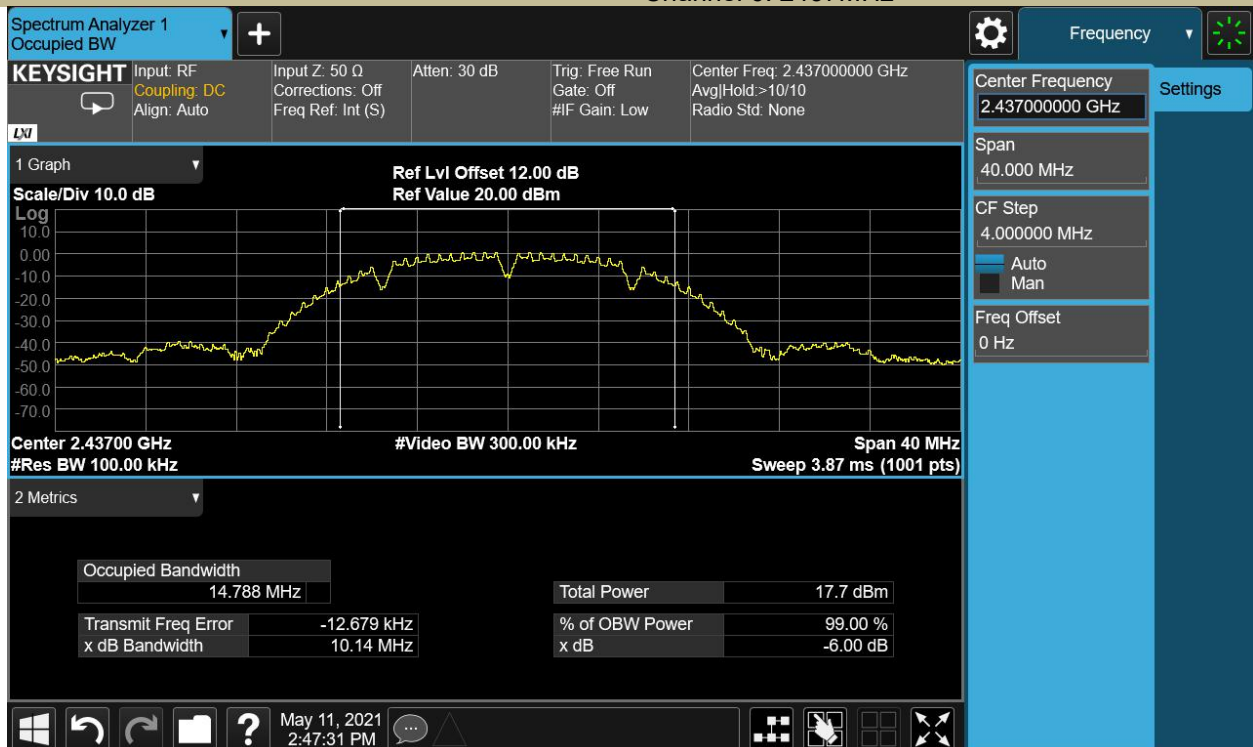 Channel 6: 2437MHz
Spectrum Analyzer 1
Occupied BW
Frequency
KEYSIGHT
LXI
Input: RF
Coupling: DC
Align: Auto
Input Z: 50 Ω
Corrections: Off
Freq Ref: Int (S)
Atten: 30 dB
Trig: Free Run
Gate: Off
#IF Gain: Low
Center Freq: 2.437000000 GHz
Avg|Hold:>10/10
Radio Std: None
Center Frequency
2.437000000 GHz
Settings
Span
40.000 MHz
CF Step
4.000000 MHz
Auto
Man
Freq Offset
0 Hz
1 Graph
Scale/Div 10.0 dB
Ref Lvl Offset 12.00 dB
Ref Value 20.00 dBm
Log
10.0
0.00
-10.0
-20.0
-30.0
-40.0
-50.0
-60.0
-70.0
Center 2.43700 GHz
#Video BW 300.00 kHz
Span 40 MHz
#Res BW 100.00 kHz
Sweep 3.87 ms (1001 pts)
2 Metrics
Occupied Bandwidth
14.788 MHz
Total Power 17.7 dBm
Transmit Freq Error -12.679 kHz
% of OBW Power 99.00 %
x dB Bandwidth 10.14 MHz
x dB -6.00 dB
May 11, 2021
2:47:31 PM